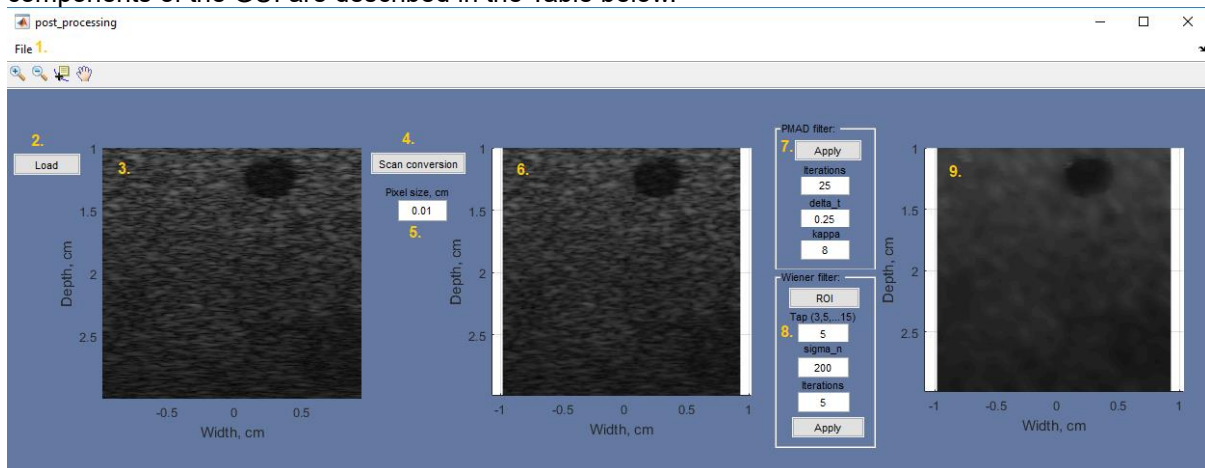 components of the GUI are described in the Table below.
post_processing
File 1.
2.
Load
3.
1
1.5
2
2.5
Depth, cm
-0.5 0 0.5
Width, cm
4.
Scan conversion
Pixel size, cm
0.01
5.
6.
1
1.5
2
2.5
Depth, cm
-1 -0.5 0 0.5 1
Width, cm
PMAD filter:
7. Apply
Iterations
25
delta_t
0.25
kappa
8
Wiener filter:
ROI
Tap (3,5,...15)
8. 5
sigma_n
200
Iterations
5
Apply
9.
1
1.5
2
2.5
Depth, cm
-1 -0.5 0 0.5 1
Width, cm